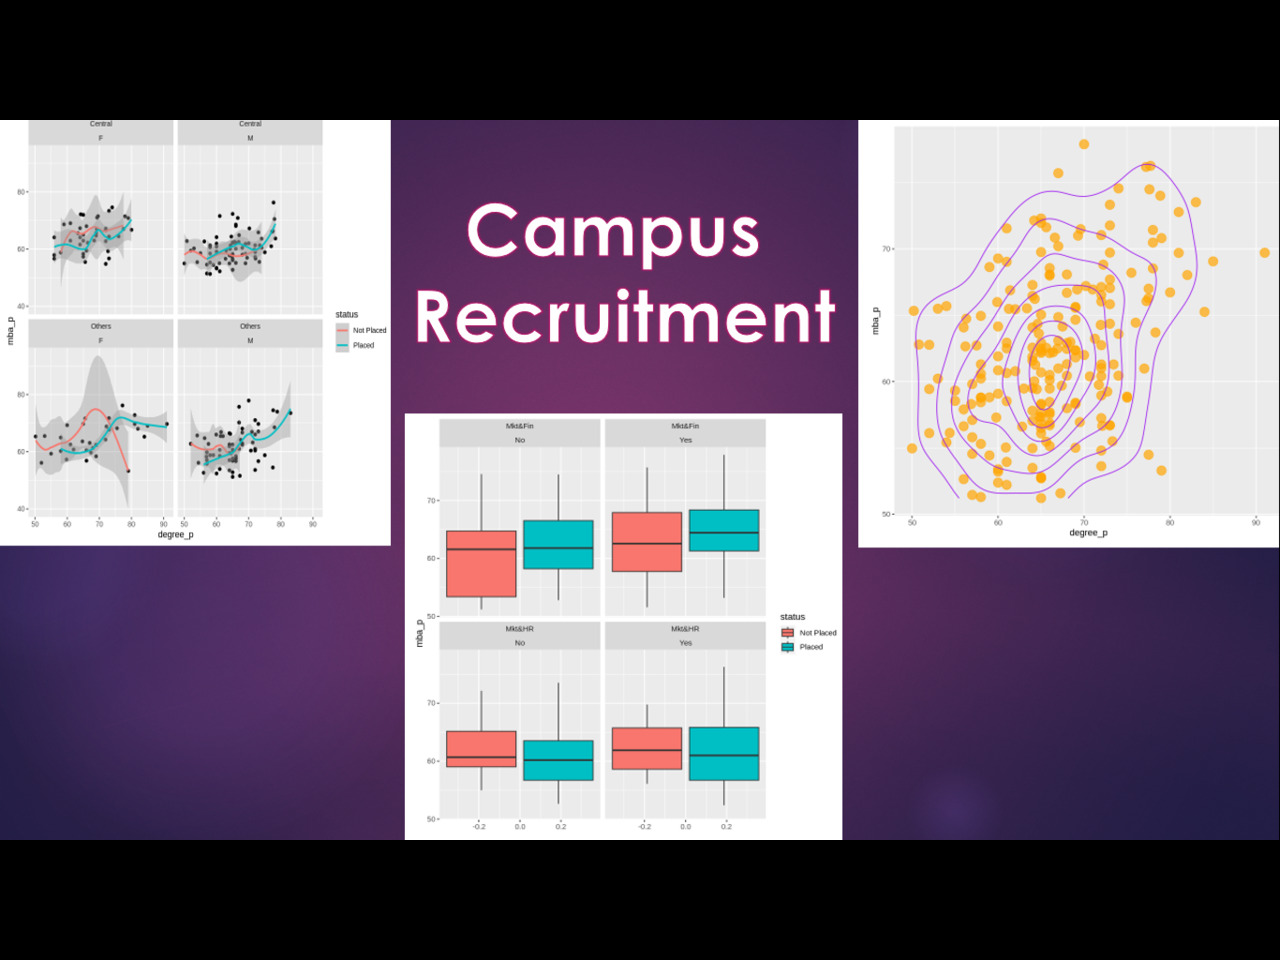 Central
Central
F
M
80
60
40
Others
Others
F
M
80
60
40
50
60
70
80
90
50
60
70
80
90
degree_p
mba_p
status
Not Placed
Placed
Campus
Recruitment
Mkt&Fin
Mkt&Fin
No
Yes
70
60
50
Mkt&HR
Mkt&HR
No
Yes
70
60
50
-0.2
0.0
0.2
-0.2
0.0
0.2
mba_p
status
Not Placed
Placed
70
60
50
50
60
70
80
90
degree_p
mba_p